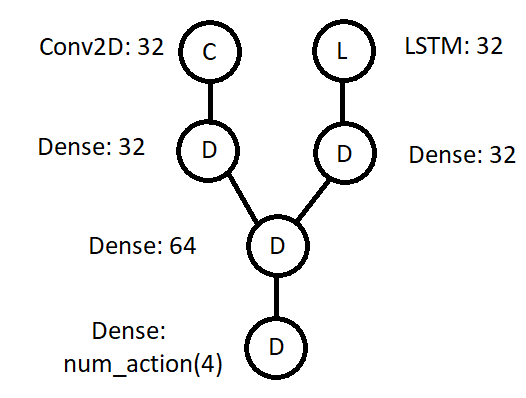 Conv2D: 32
C
L
LSTM: 32
Dense: 32
D
D
Dense: 32
Dense: 64
D
Dense:
num_action(4)
D